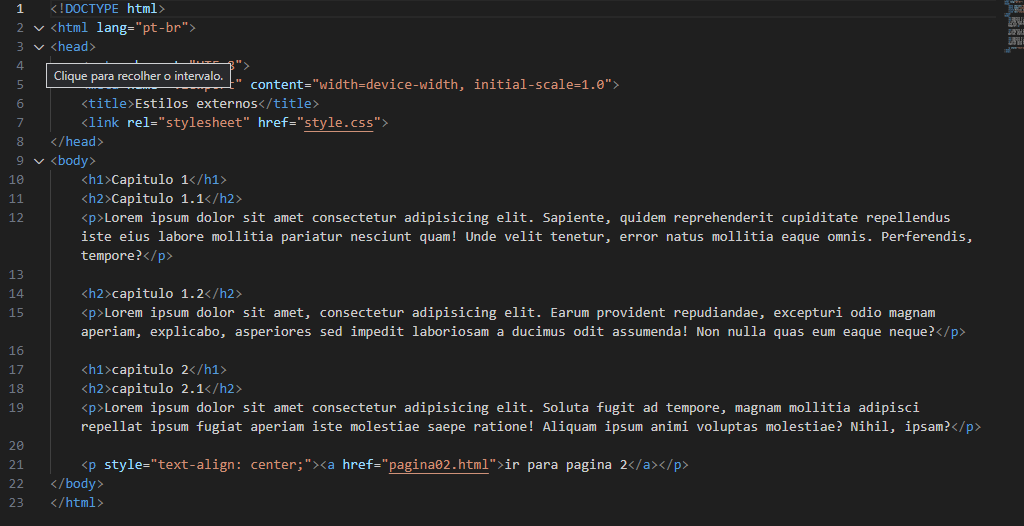 1 <!DOCTYPE html>
2 <html lang="pt-br">
3 <head>
4
Clique para recolher o intervalo.
5 content="width=device-width, initial-scale=1.0">
6 <title>Estilos externos</title>
7 <link rel="stylesheet" href="style.css">
8 </head>
9 <body>
10 <h1>Capitulo 1</h1>
11 <h2>Capitulo 1.1</h2>
12 <p>Lorem ipsum dolor sit amet consectetur adipisicing elit. Sapiente, quidem reprehenderit cupiditate repellendus
iste eius labore mollitia pariatur nesciunt quam! Unde velit tenetur, error natus mollitia eaque omnis. Perferendis,
tempore?</p>
13
14 <h2>capitulo 1.2</h2>
15 <p>Lorem ipsum dolor sit amet, consectetur adipisicing elit. Earum provident repudiandae, excepturi odio magnam
aperiam, explicabo, asperiores sed impedit laboriosam a ducimus odit assumenda! Non nulla quas eum eaque neque?</p>
16
17 <h1>capitulo 2</h1>
18 <h2>capitulo 2.1</h2>
19 <p>Lorem ipsum dolor sit amet consectetur adipisicing elit. Soluta fugit ad tempore, magnam mollitia adipisci
repellat ipsum fugiat aperiam iste molestiae saepe ratione! Aliquam ipsum animi voluptas molestiae? Nihil, ipsam?</p>
20
21 <p style="text-align: center;"><a href="pagina02.html">ir para pagina 2</a></p>
22 </body>
23 </html>